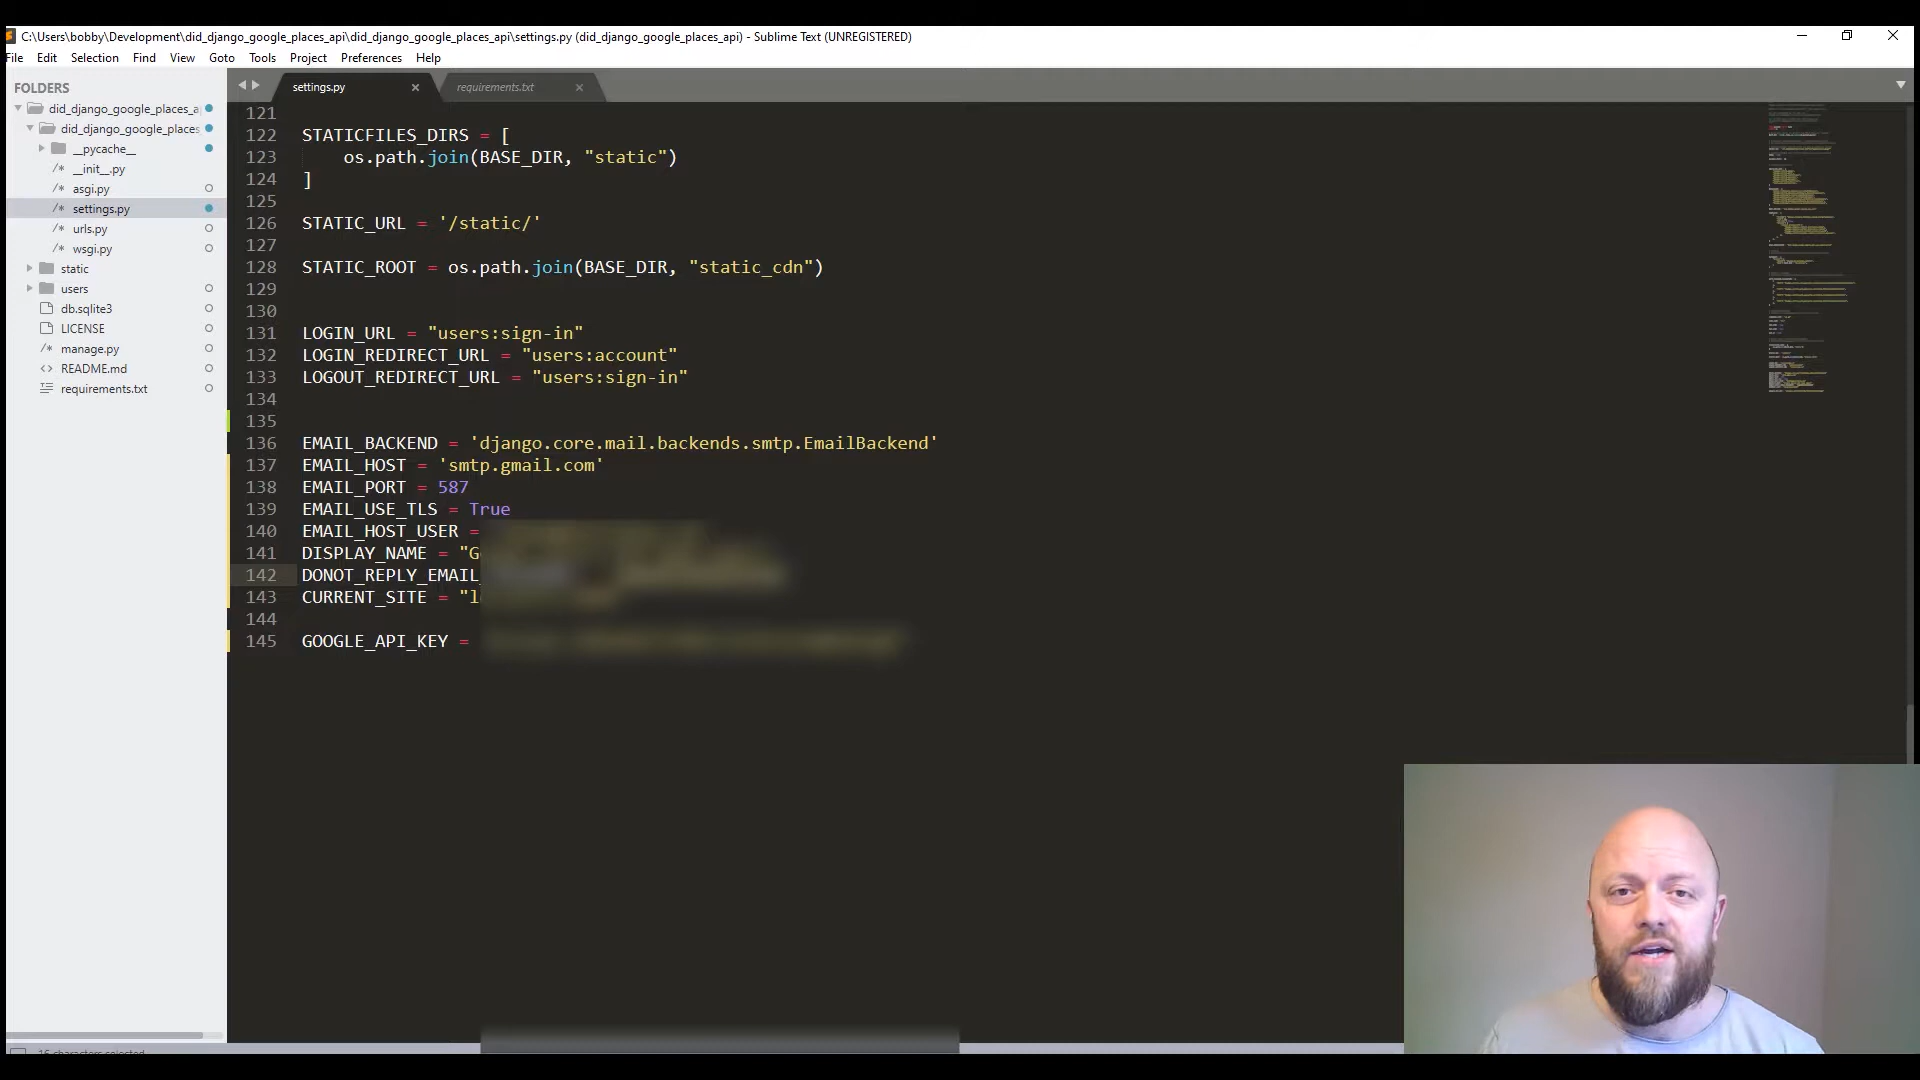 C:\Users\bobby\Development\did_django_google_places_api\did_django_google_places_api\settings.py (did_django_google_places_api) - Sublime Text (UNREGISTERED)
File Edit Selection Find View Goto Tools Project Preferences Help
FOLDERS
did_django_google_places_a
did_django_google_places
__pycache__
/* __init__.py
/* asgi.py
/* settings.py
/* urls.py
/* wsgi.py
static
users
db.sqlite3
LICENSE
/* manage.py
README.md
<> README.md
requirements.txt
settings.py × requirements.txt ×
121
122 STATICFILES_DIRS = [
123 os.path.join(BASE_DIR, "static")
124 ]
125
126 STATIC_URL = '/static/'
127
128 STATIC_ROOT = os.path.join(BASE_DIR, "static_cdn")
129
130
131 LOGIN_URL = "users:sign-in"
132 LOGIN_REDIRECT_URL = "users:account"
133 LOGOUT_REDIRECT_URL = "users:sign-in"
134
135
136 EMAIL_BACKEND = 'django.core.mail.backends.smtp.EmailBackend'
137 EMAIL_HOST = 'smtp.gmail.com'
138 EMAIL_PORT = 587
139 EMAIL_USE_TLS = True
140 EMAIL_HOST_USER =
141 DISPLAY_NAME = "G
142 DONOT_REPLY_EMAIL_
143 CURRENT_SITE = "l
144
145 GOOGLE_API_KEY =